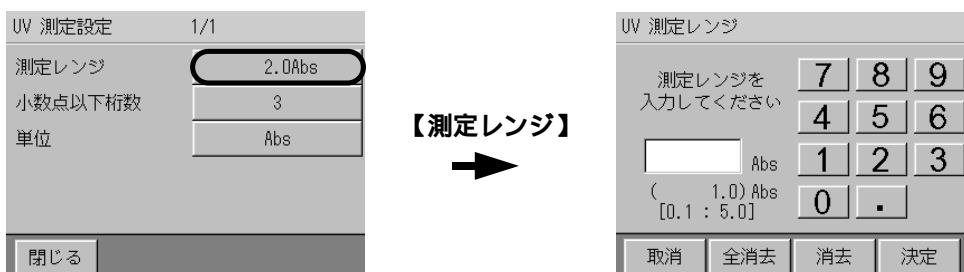 UV 測定設定 1/1
測定レンジ 2.0Abs
小数点以下桁数 3
単位 Abs
閉じる
【測定レンジ】
UV 測定レンジ
測定レンジを
入力してください
Abs
( 1.0) Abs
[0.1 : 5.0]
7 8 9
4 5 6
1 2 3
0 .
取消 全消去 消去 決定